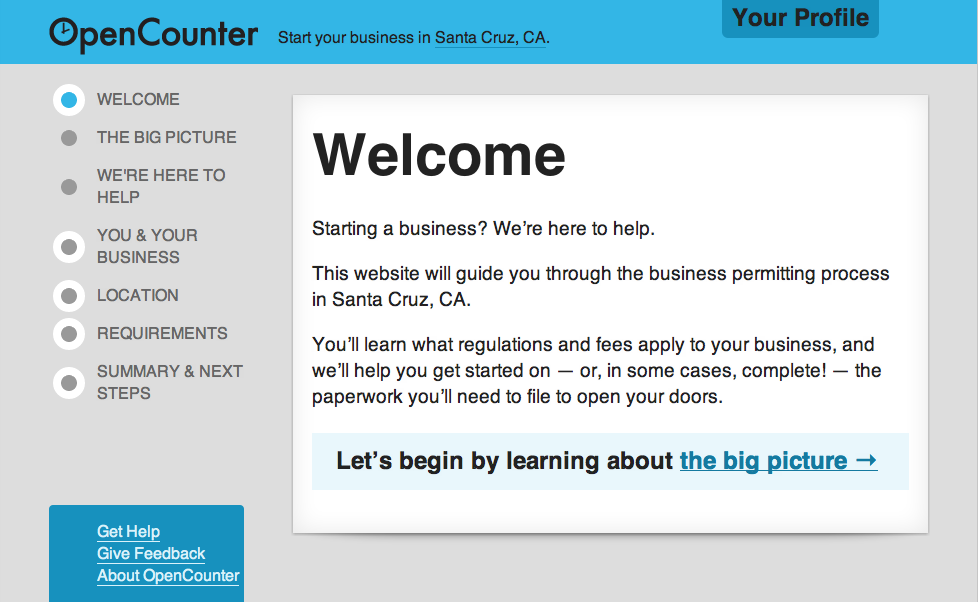 OpenCounter
Start your business in Santa Cruz, CA.
Your Profile
WELCOME
THE BIG PICTURE
WE'RE HERE TO
HELP
YOU & YOUR
BUSINESS
LOCATION
REQUIREMENTS
SUMMARY & NEXT
STEPS
Get Help
Give Feedback
About OpenCounter
Welcome
Starting a business? We’re here to help.
This website will guide you through the business permitting process
in Santa Cruz, CA.
You’ll learn what regulations and fees apply to your business, and
we’ll help you get started on — or, in some cases, complete! — the
paperwork you’ll need to file to open your doors.
Let’s begin by learning about the big picture →